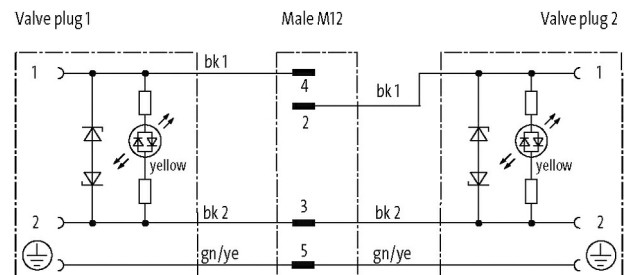 Valve plug 1 Male M12 Valve plug 2
1 bk 1 4 bk 1 1
2
yellow yellow
2 bk 2 3 bk 2 2
gn/ye 5 gn/ye